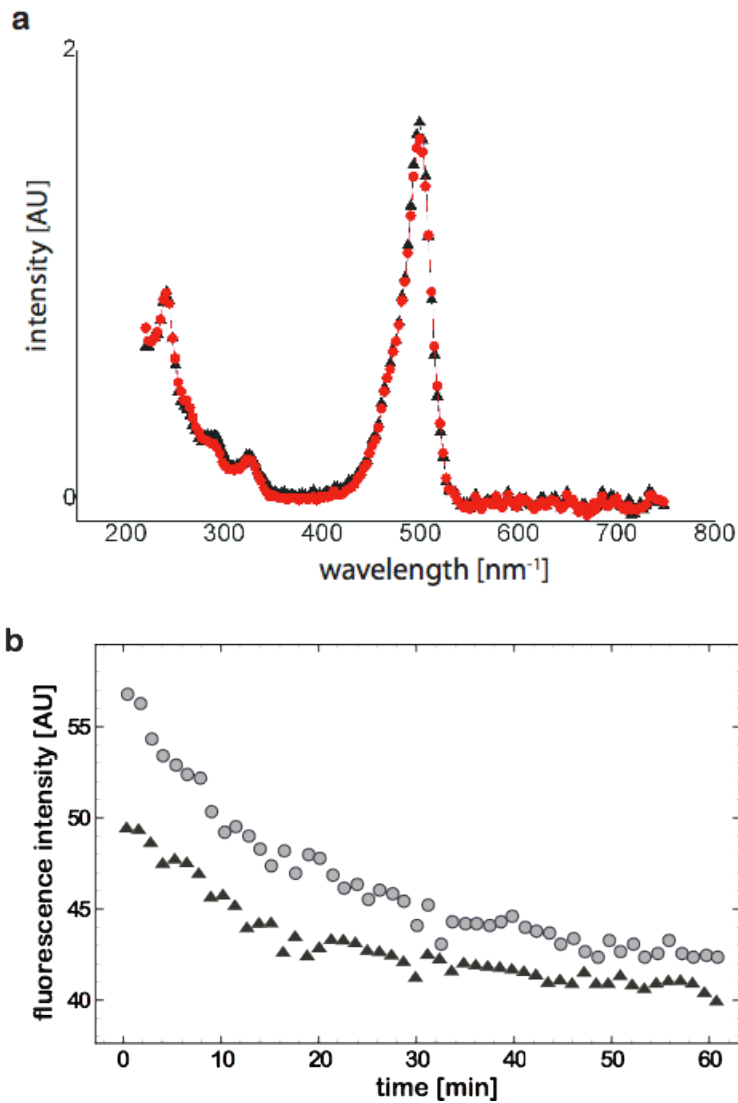 a
2
intensity [AU]
0
200 300 400 500 600 700 800
wavelength [nm⁻¹]
b
fluorescence intensity [AU]
55
50
45
40
0 10 20 30 40 50 60
time [min]